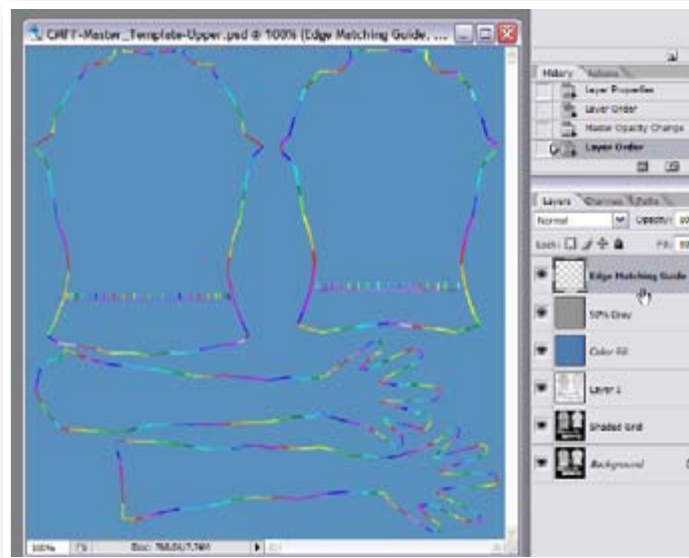 CMFF-Master_Template-Upper.psd @ 100% (Edge Matching Guide, ...
History
Actions
Layer Properties
Layer Order
Master Opacity Change
Layer Order
Layers
Channels
Paths
Normal
Opacity:
Lock:
Fill:
Edge Matching Guide
50% Gray
Color Fill
Layer 1
Shaded Grid
Background
100%
Doc: